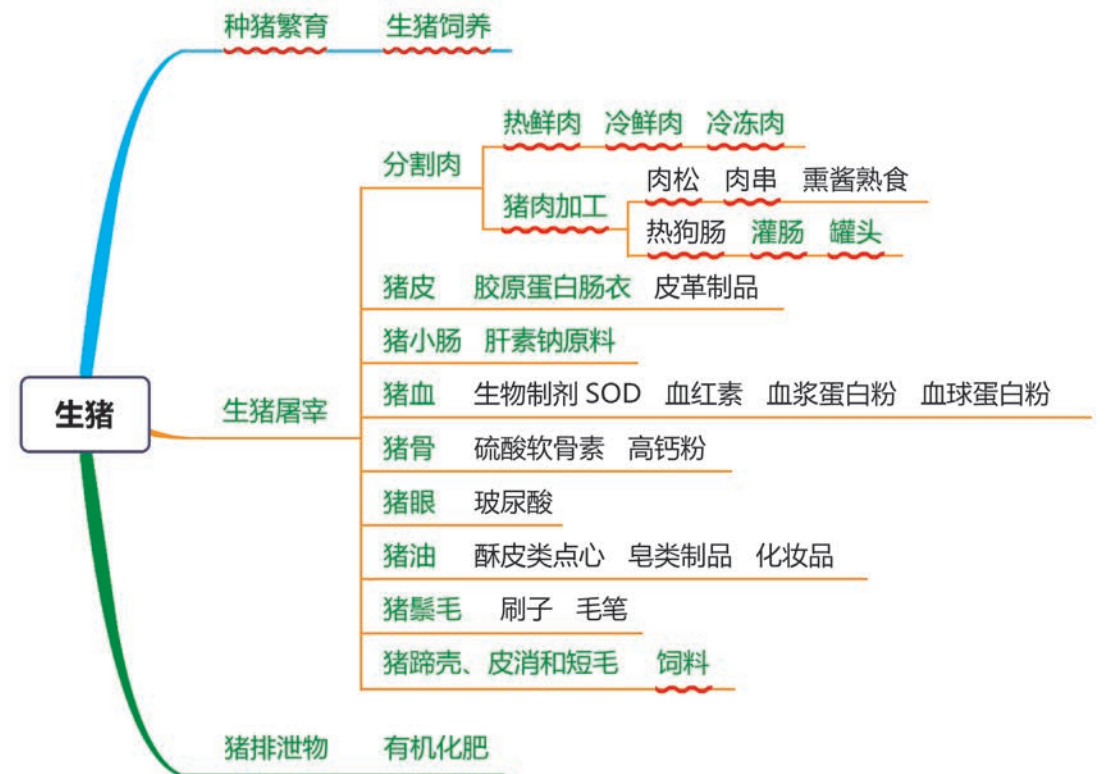 种猪繁育 生猪饲养
热鲜肉 冷鲜肉 冷冻肉
分割肉
肉松 肉串 熏酱熟食
猪肉加工
热狗肠 灌肠 罐头
猪皮 胶原蛋白肠衣 皮革制品
猪小肠 肝素钠原料
生猪
生猪屠宰
猪血 生物制剂 SOD 血红素 血浆蛋白粉 血球蛋白粉
猪骨 硫酸软骨素 高钙粉
猪眼 玻尿酸
猪油 酥皮类点心 皂类制品 化妆品
猪鬃毛 刷子 毛笔
猪蹄壳、皮消和短毛 饲料
猪排泄物 有机化肥